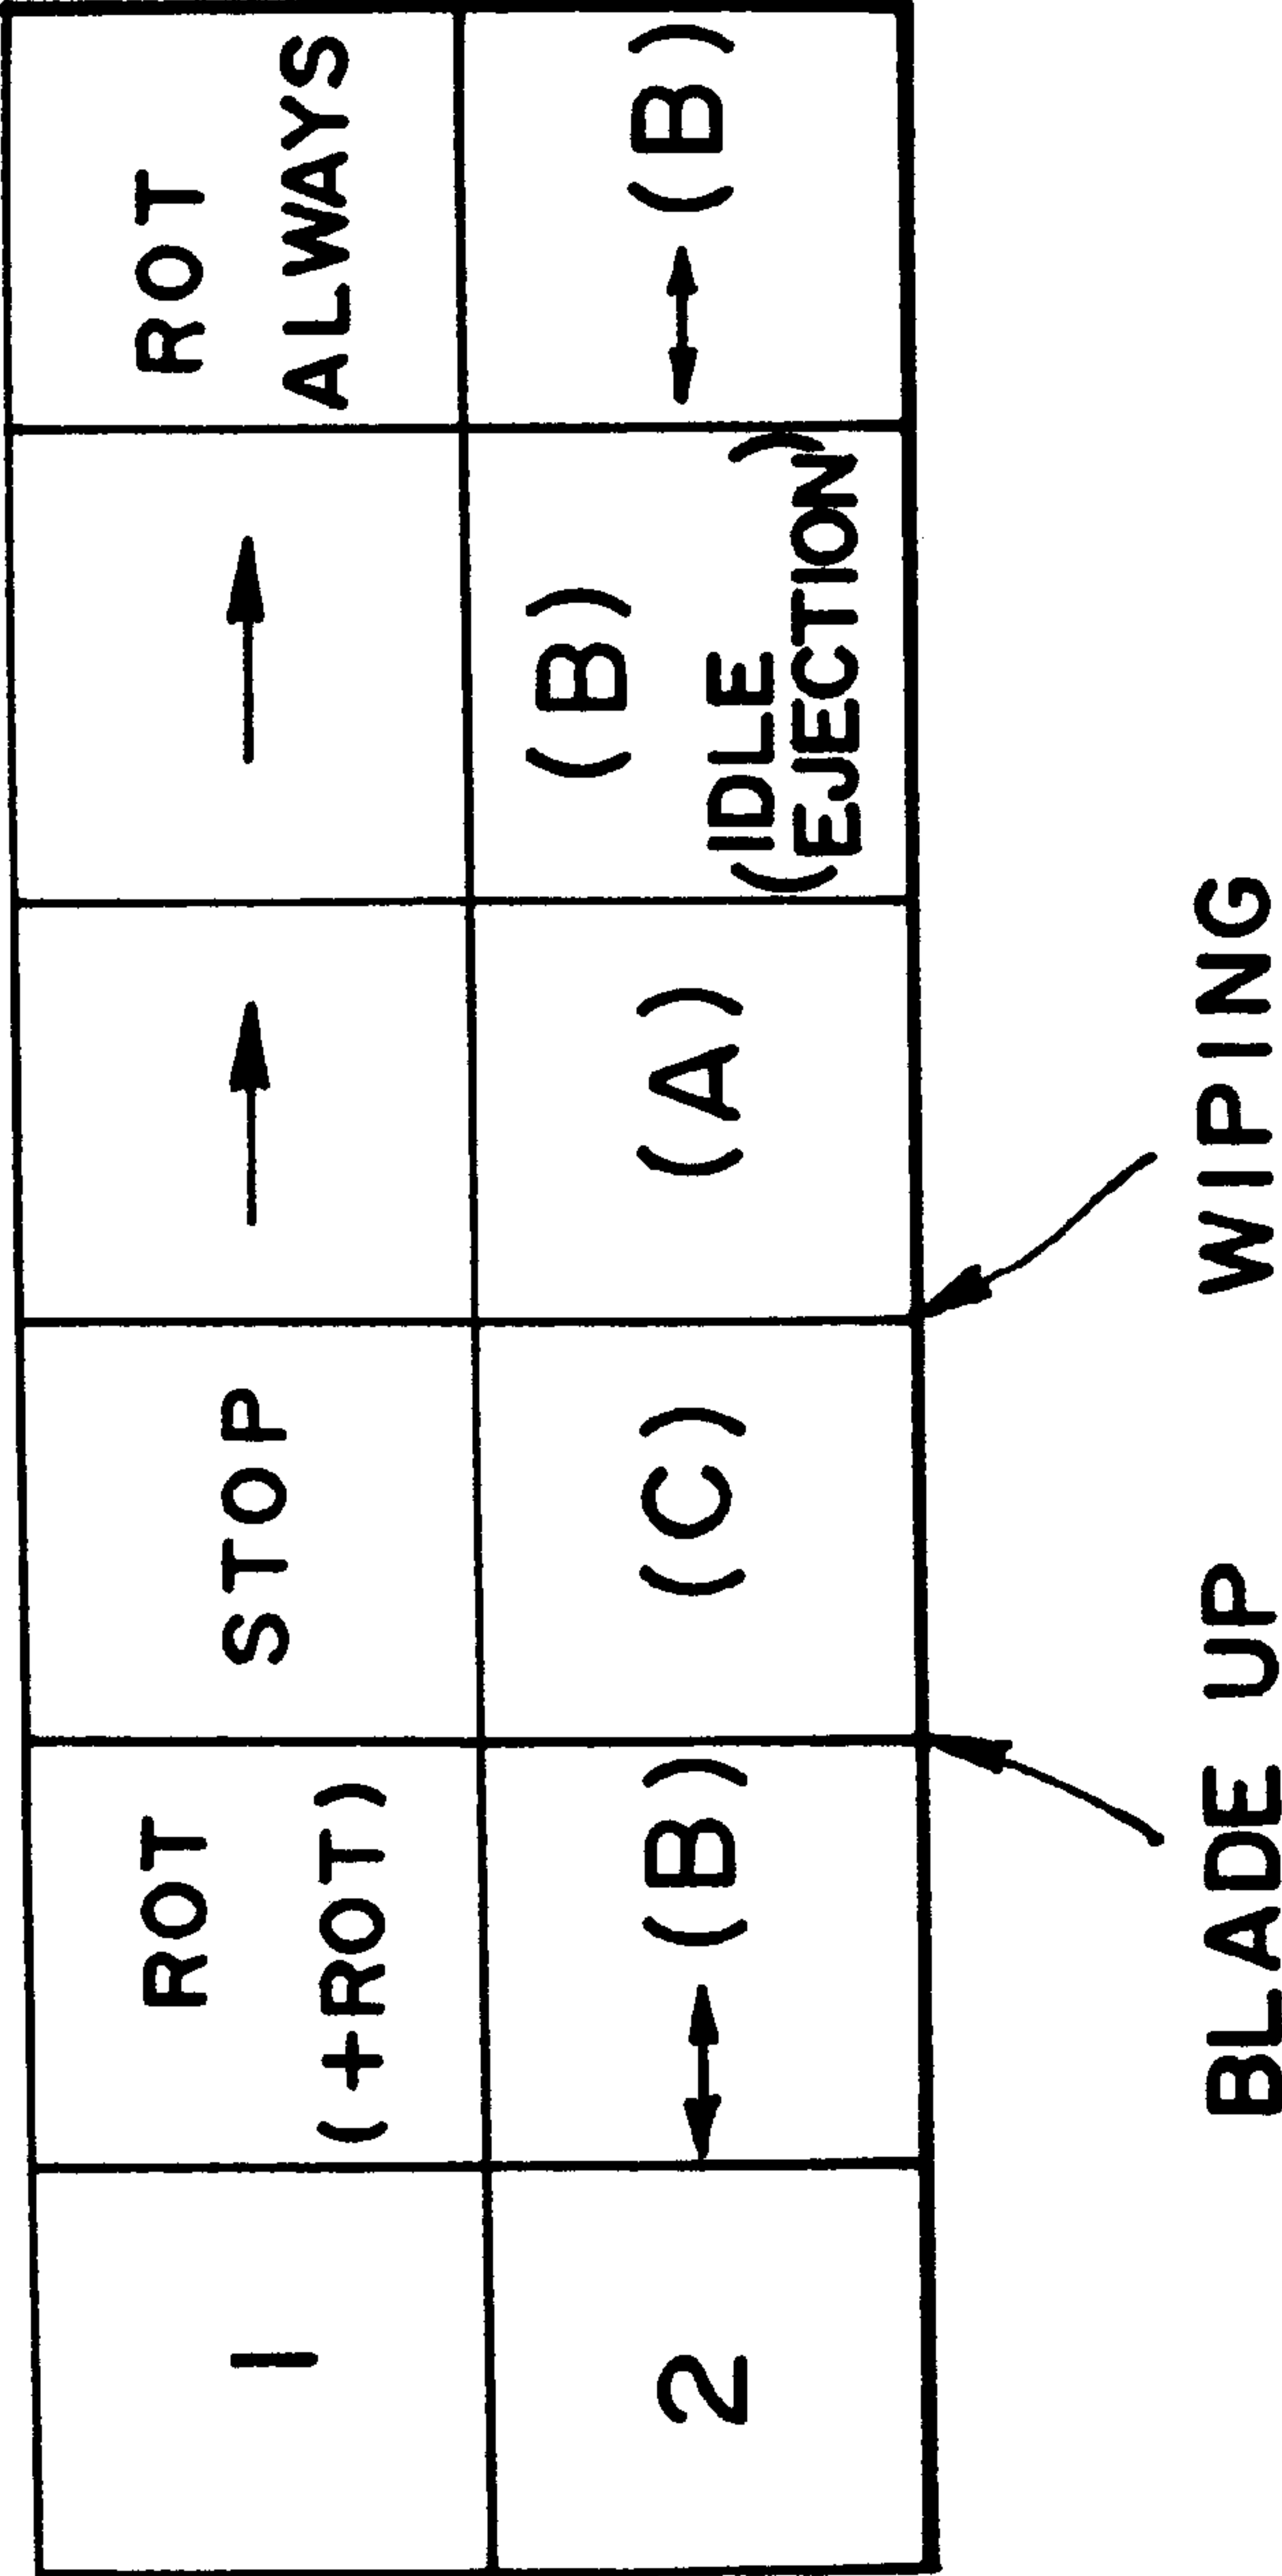 1
ROT
(+ROT)
STOP
→
→
ROT
ALWAYS
2
↔ (B)
(C)
(A)
(B)
(IDLE
EJECTION)
↔ (B)
BLADE UP
WIPING